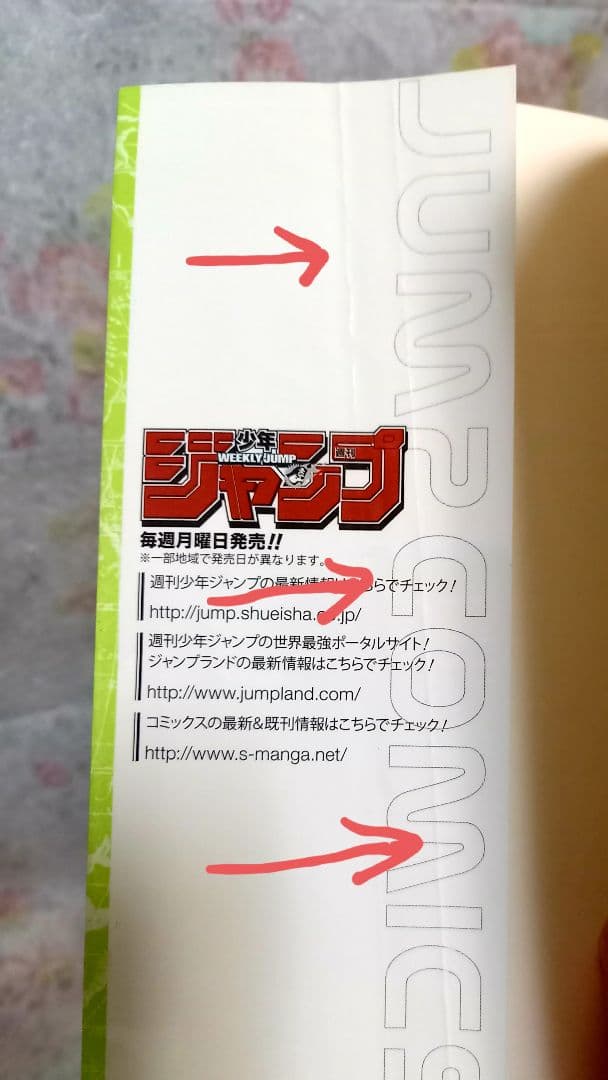 少年
週刊
WEEKLY JUMP
ジャンプ
毎週月曜日発売!!
※一部地域で発売日が異なります。
週刊少年ジャンプの最新情報は らでチェック!
http://jump.shueisha. .jp/
週刊少年ジャンプの世界最強ポータルサイト!
ジャンプランドの最新情報はこちらでチェック!
http://www.jumpland.com/
コミックスの最新&既刊情報はこちらでチェック!
http://www.s-manga.net/
JUMP COMICS